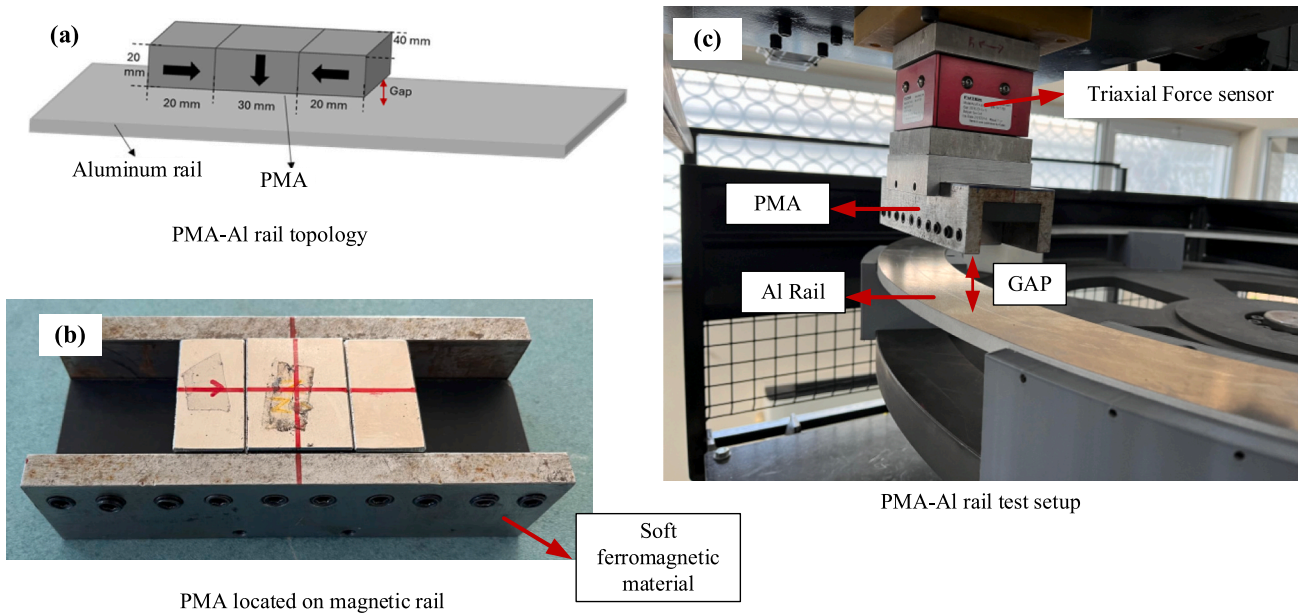 (a)
40 mm
20
mm
20 mm
30 mm
20 mm
Gap
Aluminum rail
PMA
PMA-Al rail topology
(b)
Soft
ferromagnetic
material
PMA located on magnetic rail
(c)
Triaxial Force sensor
PMA
Al Rail
GAP
PMA-Al rail test setup